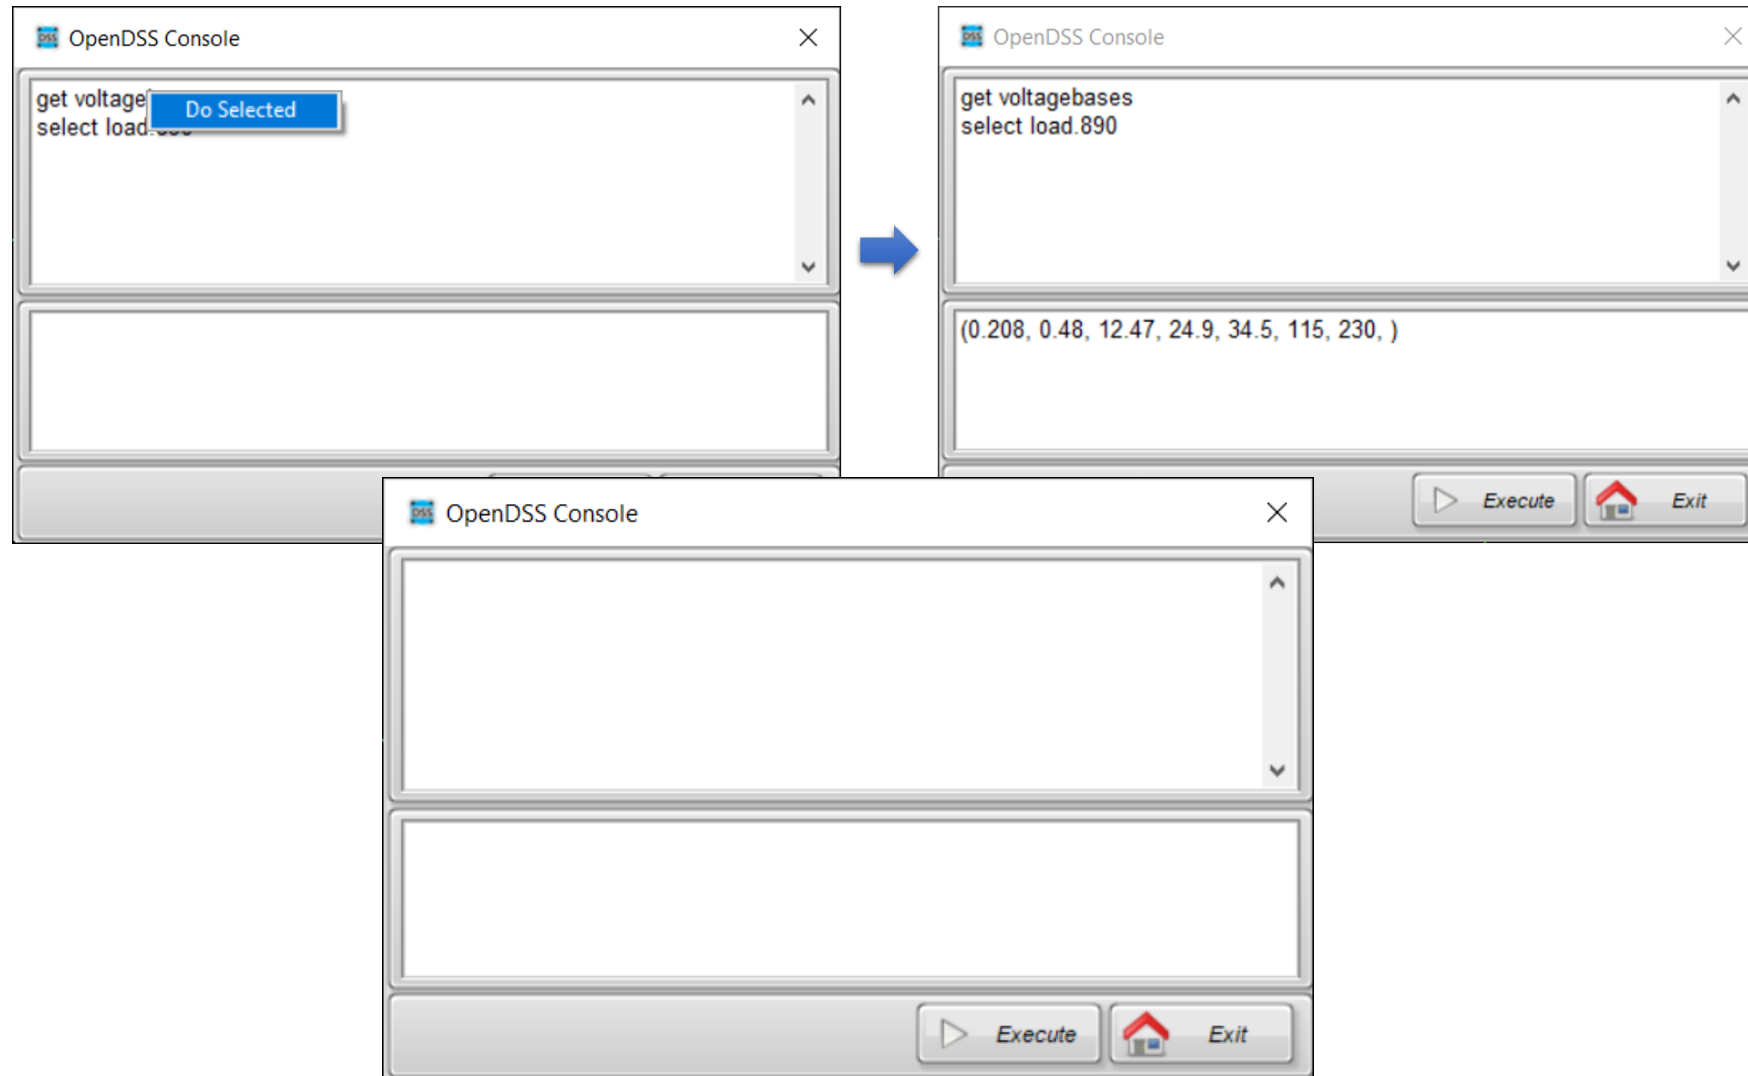 OpenDSS Console
get voltage
Do Selected
select load.
OpenDSS Console
get voltagebases
select load.890
(0.208, 0.48, 12.47, 24.9, 34.5, 115, 230, )
Execute
Exit
OpenDSS Console
Execute
Exit